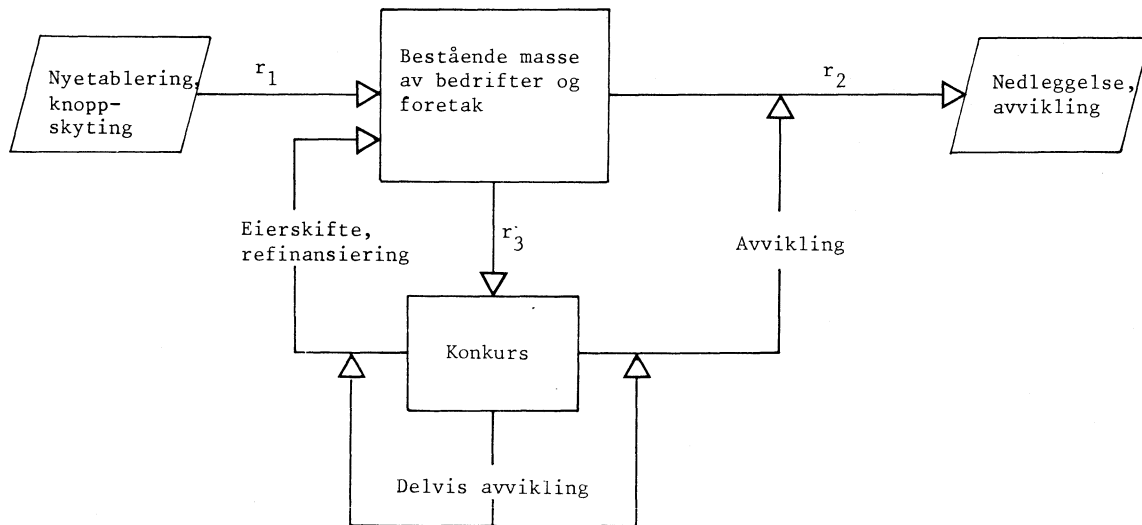 Nyetablering,
knopp-
skyting
r1
Bestående masse
av bedrifter og
foretak
r2
Nedleggelse,
avvikling
Eierskifte,
refinansiering
r3
Avvikling
Konkurs
Delvis avvikling